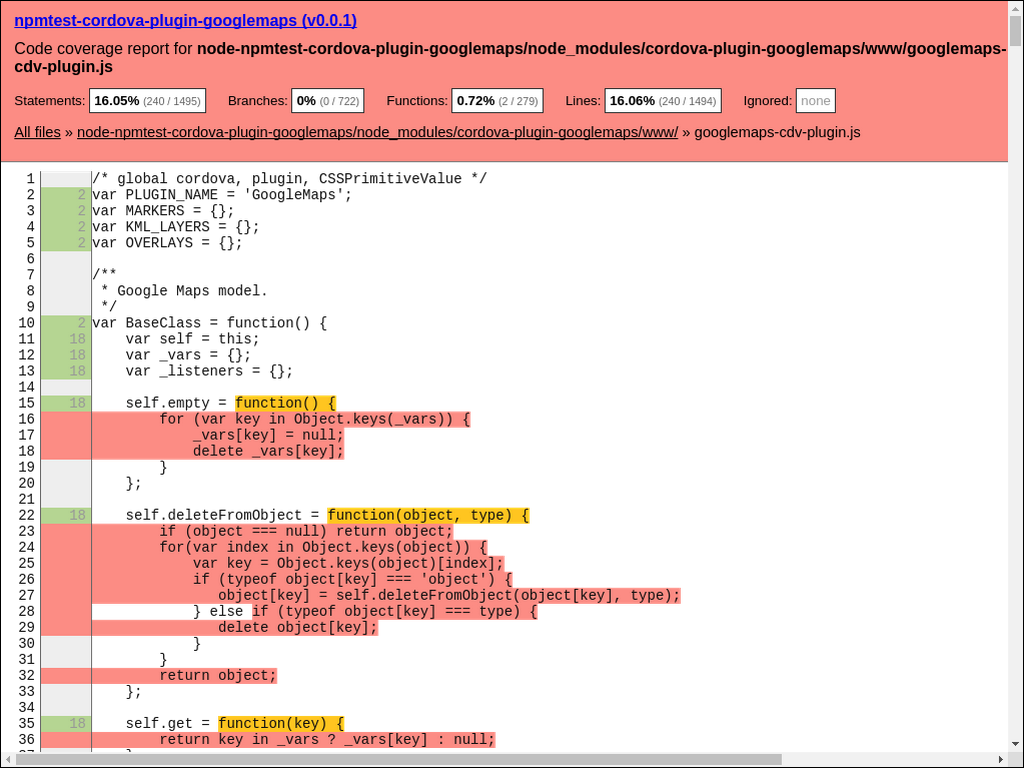 npmtest-cordova-plugin-googlemaps (v0.0.1)
Code coverage report for node-npmtest-cordova-plugin-googlemaps/node_modules/cordova-plugin-googlemaps/www/googlemaps-
cdv-plugin.js
Statements: 16.05% (240 / 1495) Branches: 0% (0 / 722) Functions: 0.72% (2 / 279) Lines: 16.06% (240 / 1494) Ignored: none
All files » node-npmtest-cordova-plugin-googlemaps/node_modules/cordova-plugin-googlemaps/www/ » googlemaps-cdv-plugin.js
1 /* global cordova, plugin, CSSPrimitiveValue */
2 2 var PLUGIN_NAME = 'GoogleMaps';
3 2 var MARKERS = {};
4 2 var KML_LAYERS = {};
5 2 var OVERLAYS = {};
6
7 /**
8 * Google Maps model.
9 */
10 2 var BaseClass = function() {
11 18 var self = this;
12 18 var _vars = {};
13 18 var _listeners = {};
14
15 18 self.empty = function() {
16 for (var key in Object.keys(_vars)) {
17 _vars[key] = null;
18 delete _vars[key];
19 }
20 };
21
22 18 self.deleteFromObject = function(object, type) {
23 if (object === null) return object;
24 for(var index in Object.keys(object)) {
25 var key = Object.keys(object)[index];
26 if (typeof object[key] === 'object') {
27 object[key] = self.deleteFromObject(object[key], type);
28 } else if (typeof object[key] === type) {
29 delete object[key];
30 }
31 }
32 return object;
33 };
34
35 18 self.get = function(key) {
36 return key in _vars ? _vars[key] : null;